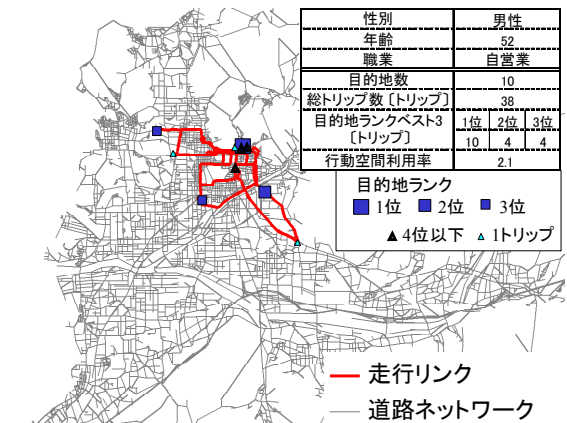 性別 男性
年齢 52
職業 自営業
目的地数 10
総トリップ数〔トリップ〕 38
目的地ランクベスト3 1位 2位 3位
〔トリップ〕 10 4 4
行動空間利用率 2.1
目的地ランク
1位 2位 3位
4位以下 1トリップ
走行リンク
道路ネットワーク